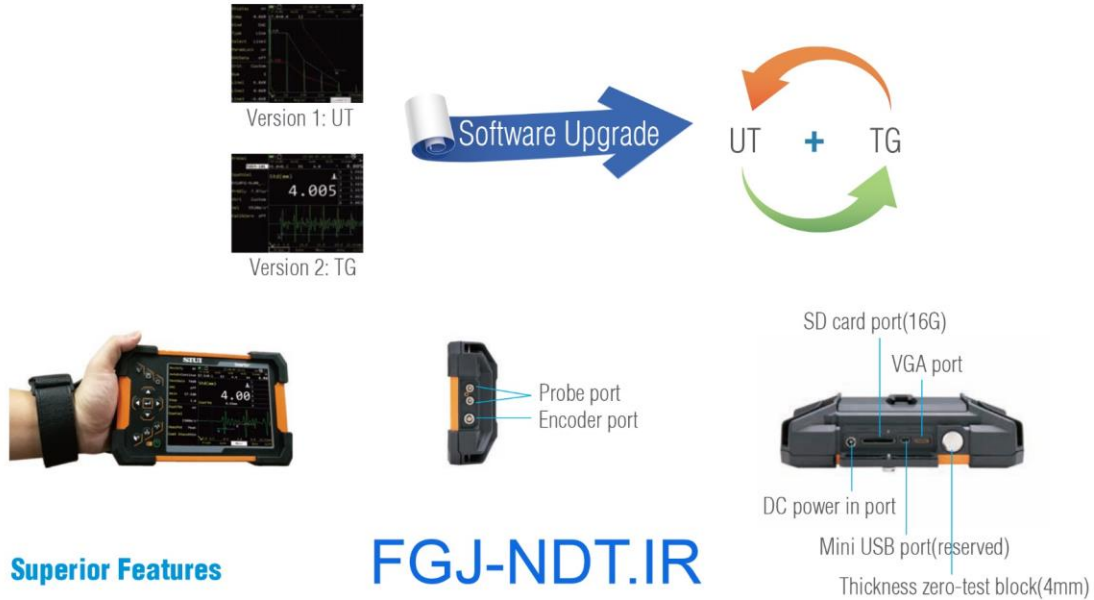 Version 1: UT
Software Upgrade
UT + TG
4.005
Version 2: TG
SD card port(16G)
VGA port
SIUI
4.00
Probe port
Encoder port
DC power in port
Mini USB port(reserved)
Thickness zero-test block(4mm)
Superior Features
FGJ-NDT.IR